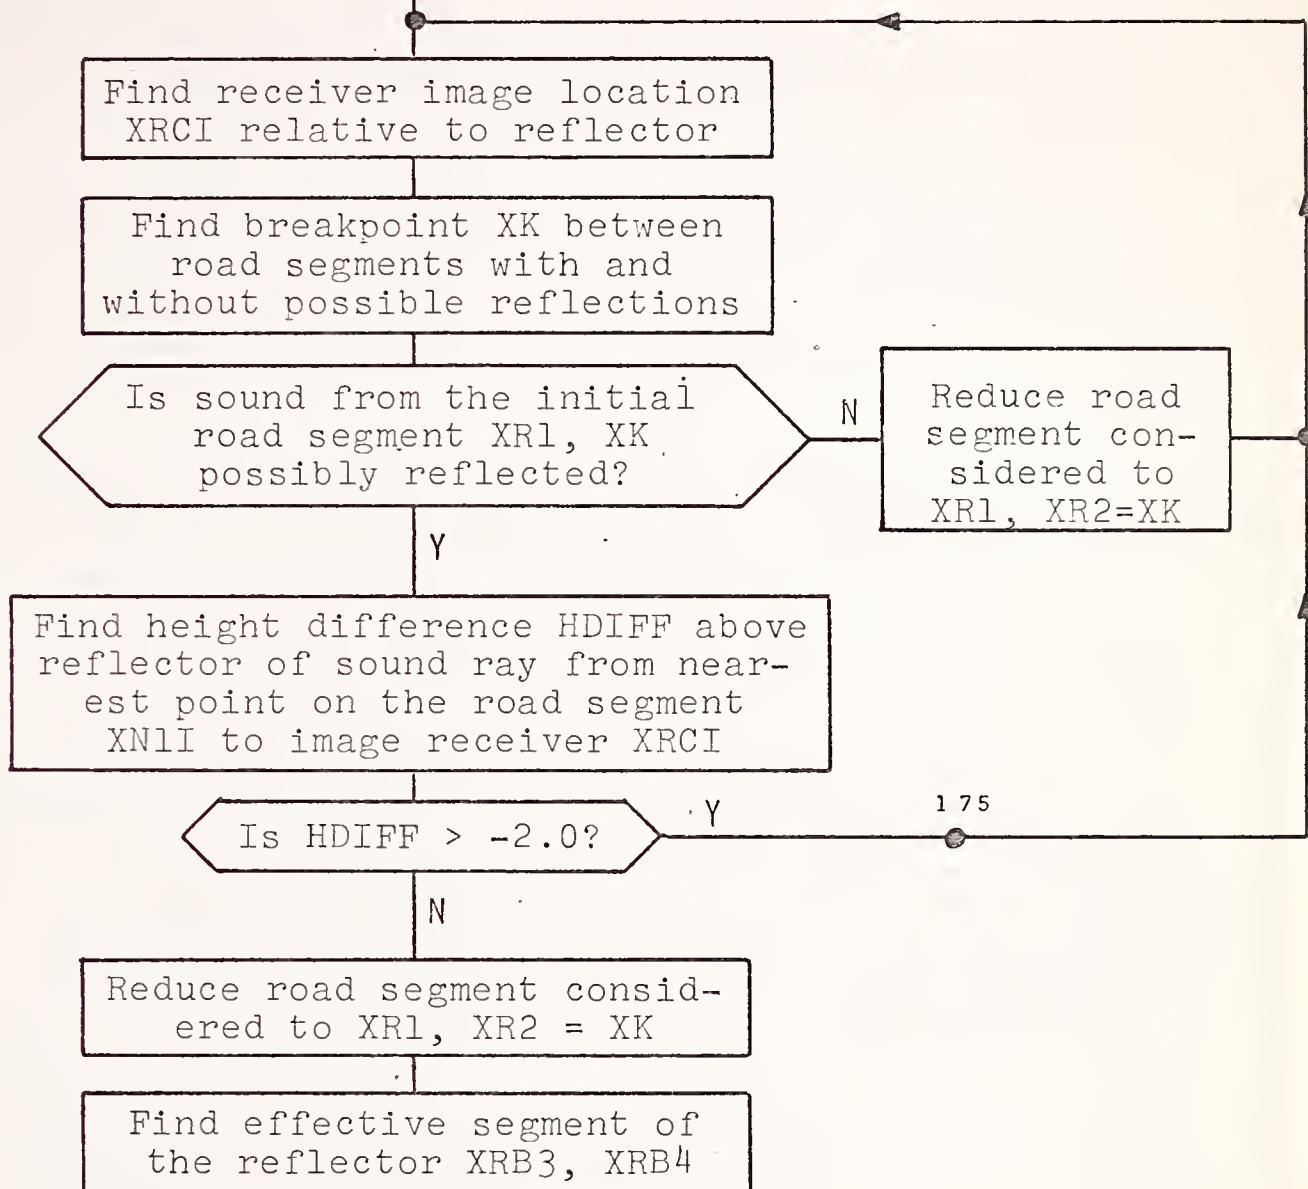 Find receiver image location
XRCI relative to reflector
Find breakpoint XK between
road segments with and
without possible reflections
Is sound from the initial
road segment XR1, XK
possibly reflected?
N
Reduce road
segment con-
sidered to
XR1, XR2=XK
Y
Find height difference HDIFF above
reflector of sound ray from near-
est point on the road segment
XN1I to image receiver XRCI
Is HDIFF > -2.0?
Y
175
N
Reduce road segment consid-
ered to XR1, XR2 = XK
Find effective segment of
the reflector XRB3, XRB4